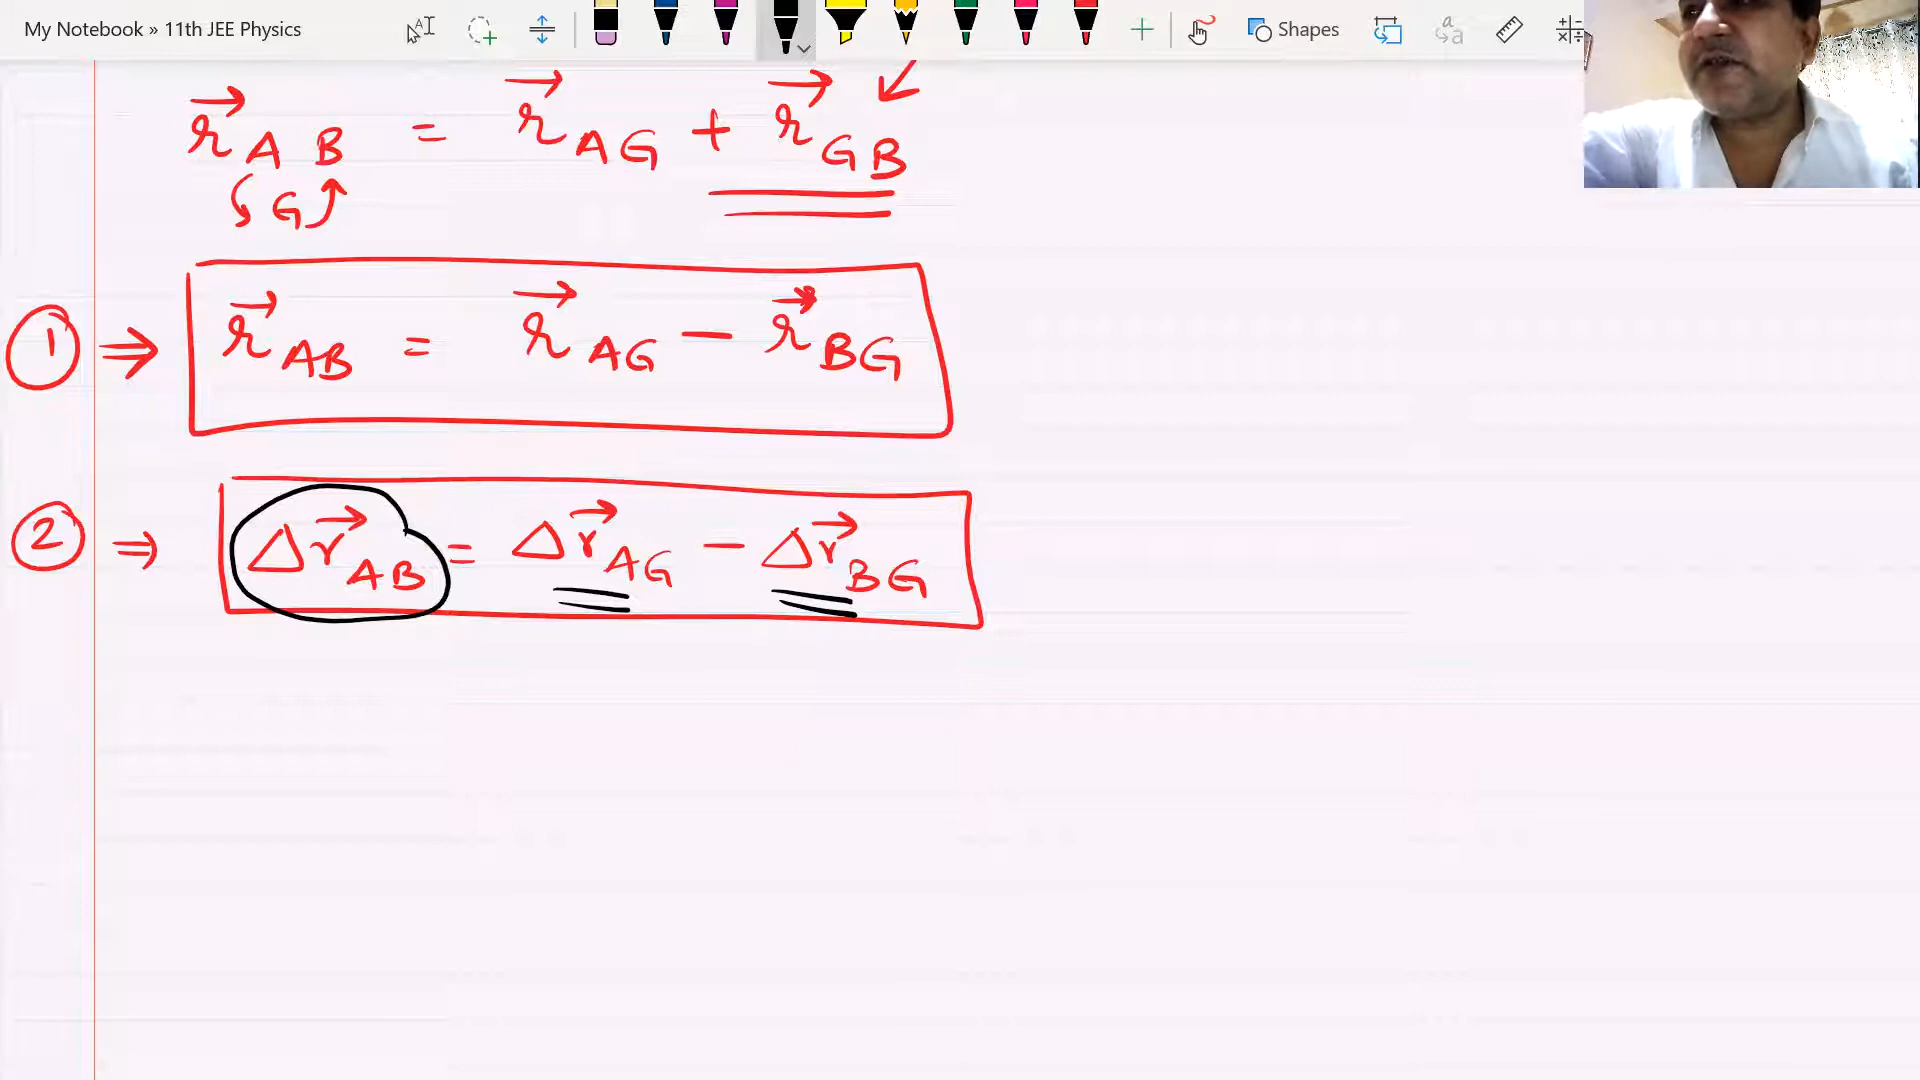 My Notebook » 11th JEE Physics
Shapes
r⃗ A B = r⃗ AG + r⃗ GB
G
1 ⇒ r⃗ AB = r⃗ AG − r⃗ BG
2 ⇒ Δr⃗ AB = Δr⃗ AG − Δr⃗ BG